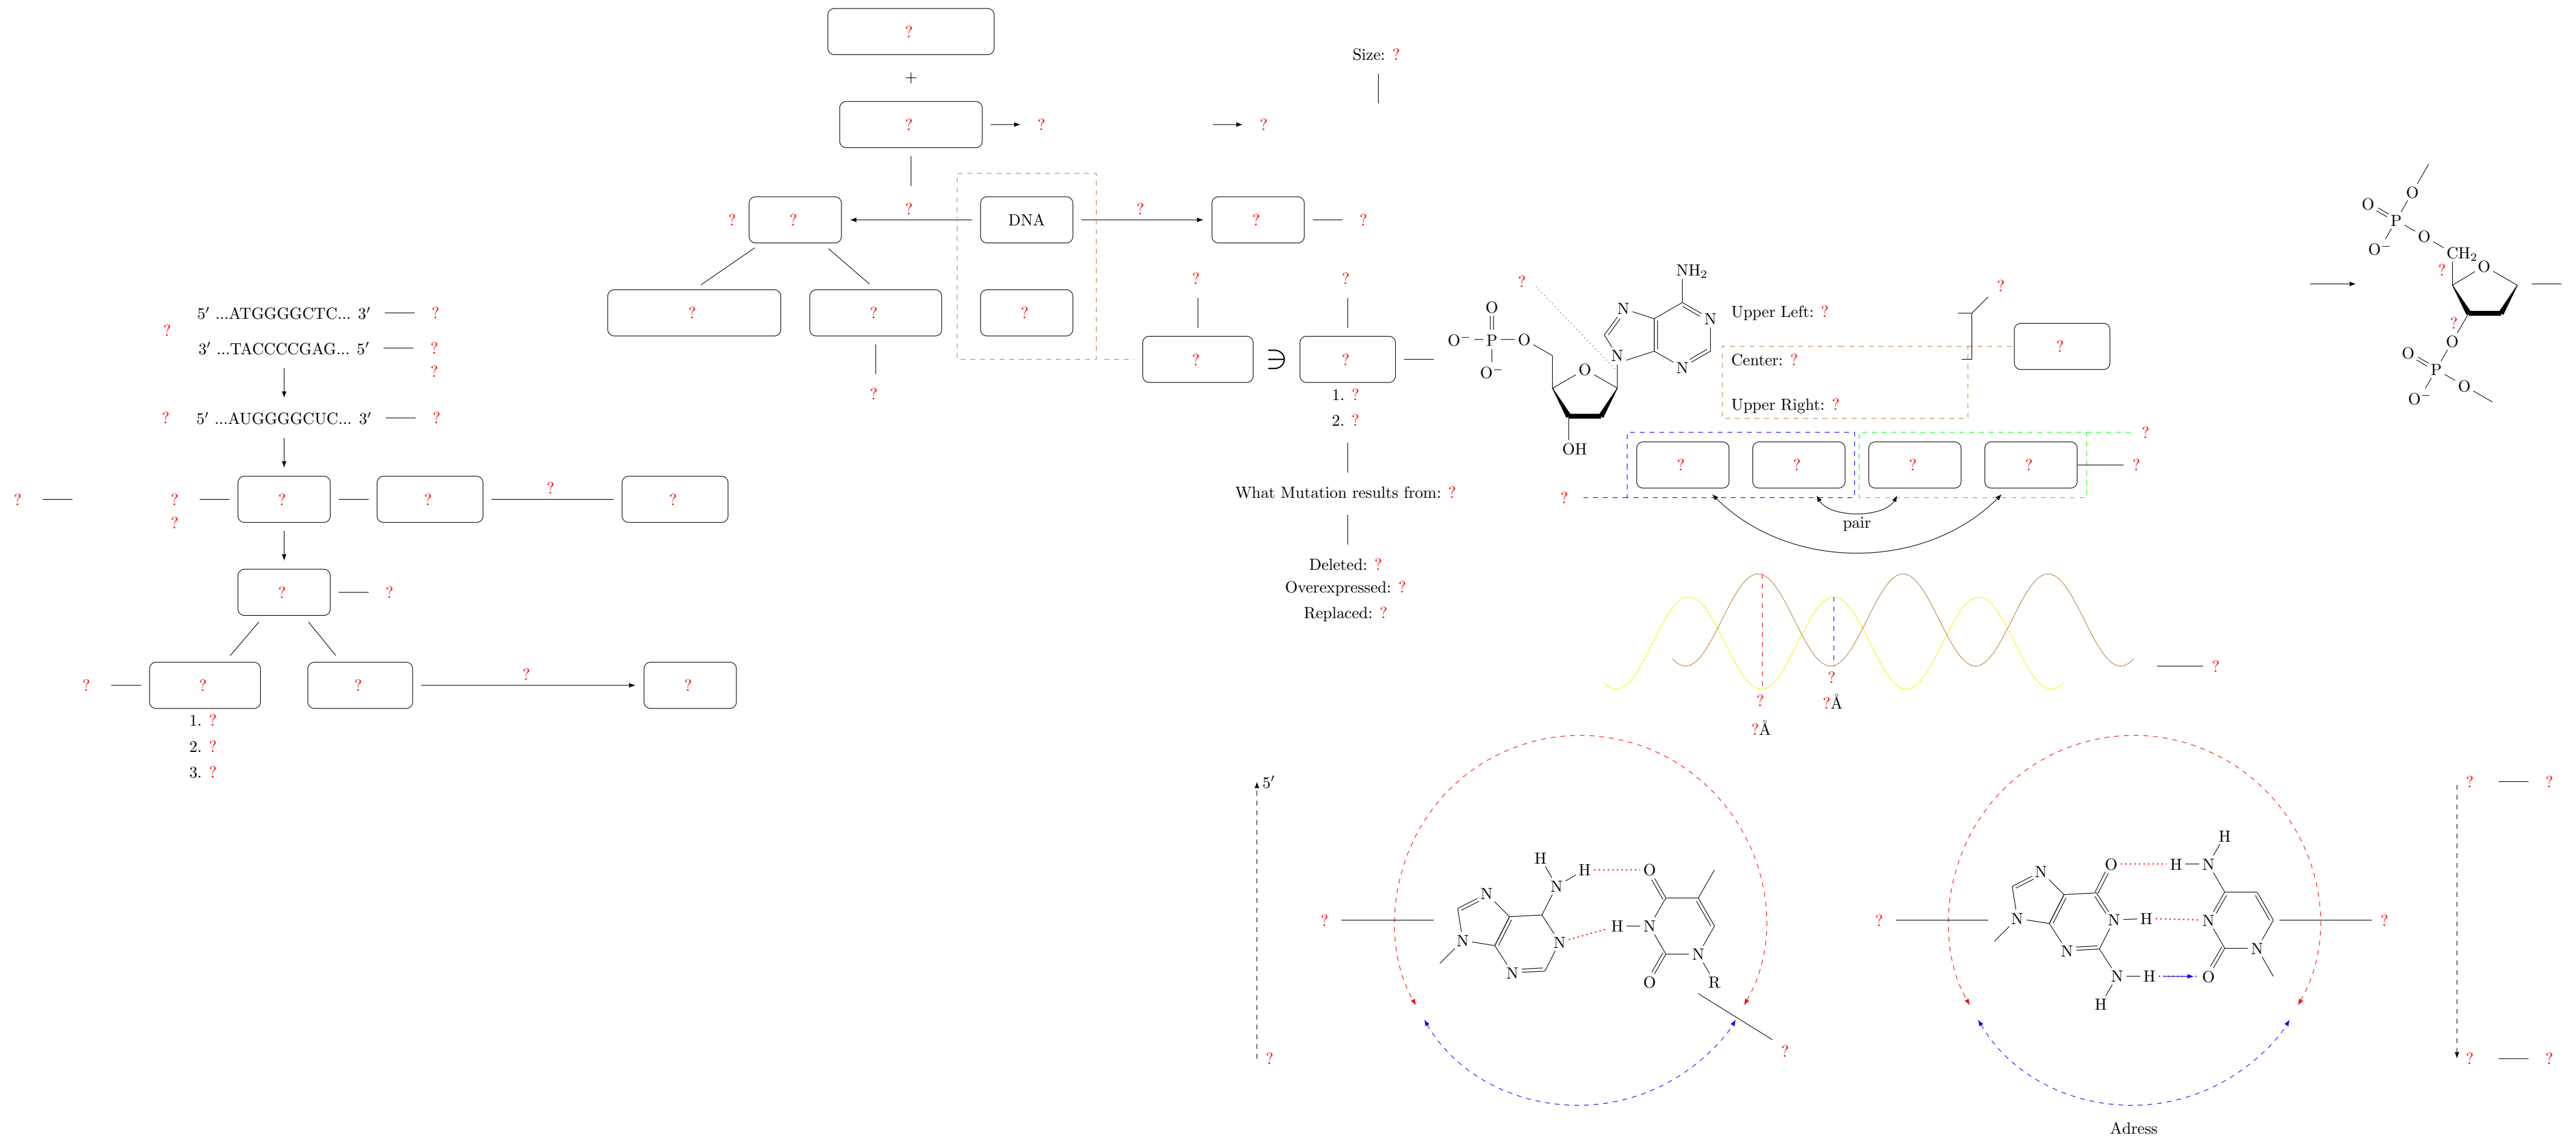 ?
Size: ?
+
? ? ?
? ? ? DNA ? ? ?
? ? ? ? ? ?
?
5′ ...ATGGGGCTC... 3′ ?
?
3′ ...TACCCCGAG... 5′ ?
?
? 5′ ...AUGGGGCUC... 3′ ?
? ? ? ? ? ?
?
? ?
? ? ? ? ?
1. ?
2. ?
3. ?
? ∋ ?
1. ?
2. ?
What Mutation results from: ?
Deleted: ?
Overexpressed: ?
Replaced: ?
?
NH₂
N
N
N
N
O
O⁻
P
O
O⁻
O
OH
Upper Left: ?
Center: ?
Upper Right: ?
?
?
?
? ? ? ? ?
?
pair
?
?
?Å
?
?Å
O
O
P
O⁻
O
CH₂
?
O
?
O
O
P
O⁻
O
5′
?
?
H
H
N
N
N
N
N
O
H
N
O
N
R
?
?
N
N
O
N
H
N
N
H
H
H
N
H
N
O
N
?
Adress
? ?
? ?